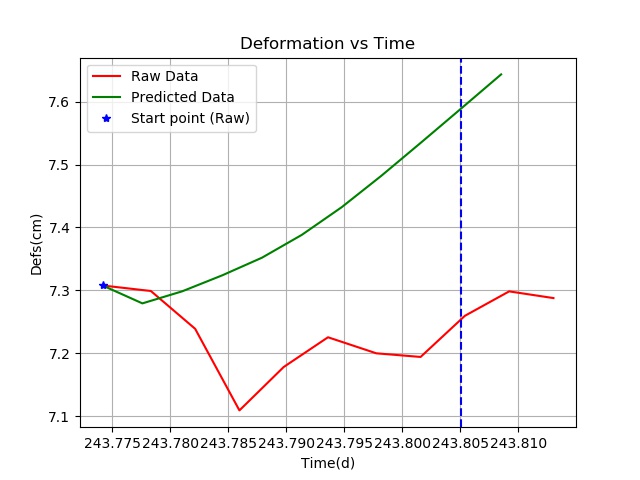 Deformation vs Time
Raw Data
Predicted Data
Start point (Raw)
7.6
7.5
7.4
7.3
7.2
7.1
Defs(cm)
243.775 243.780 243.785 243.790 243.795 243.800 243.805 243.810
Time(d)